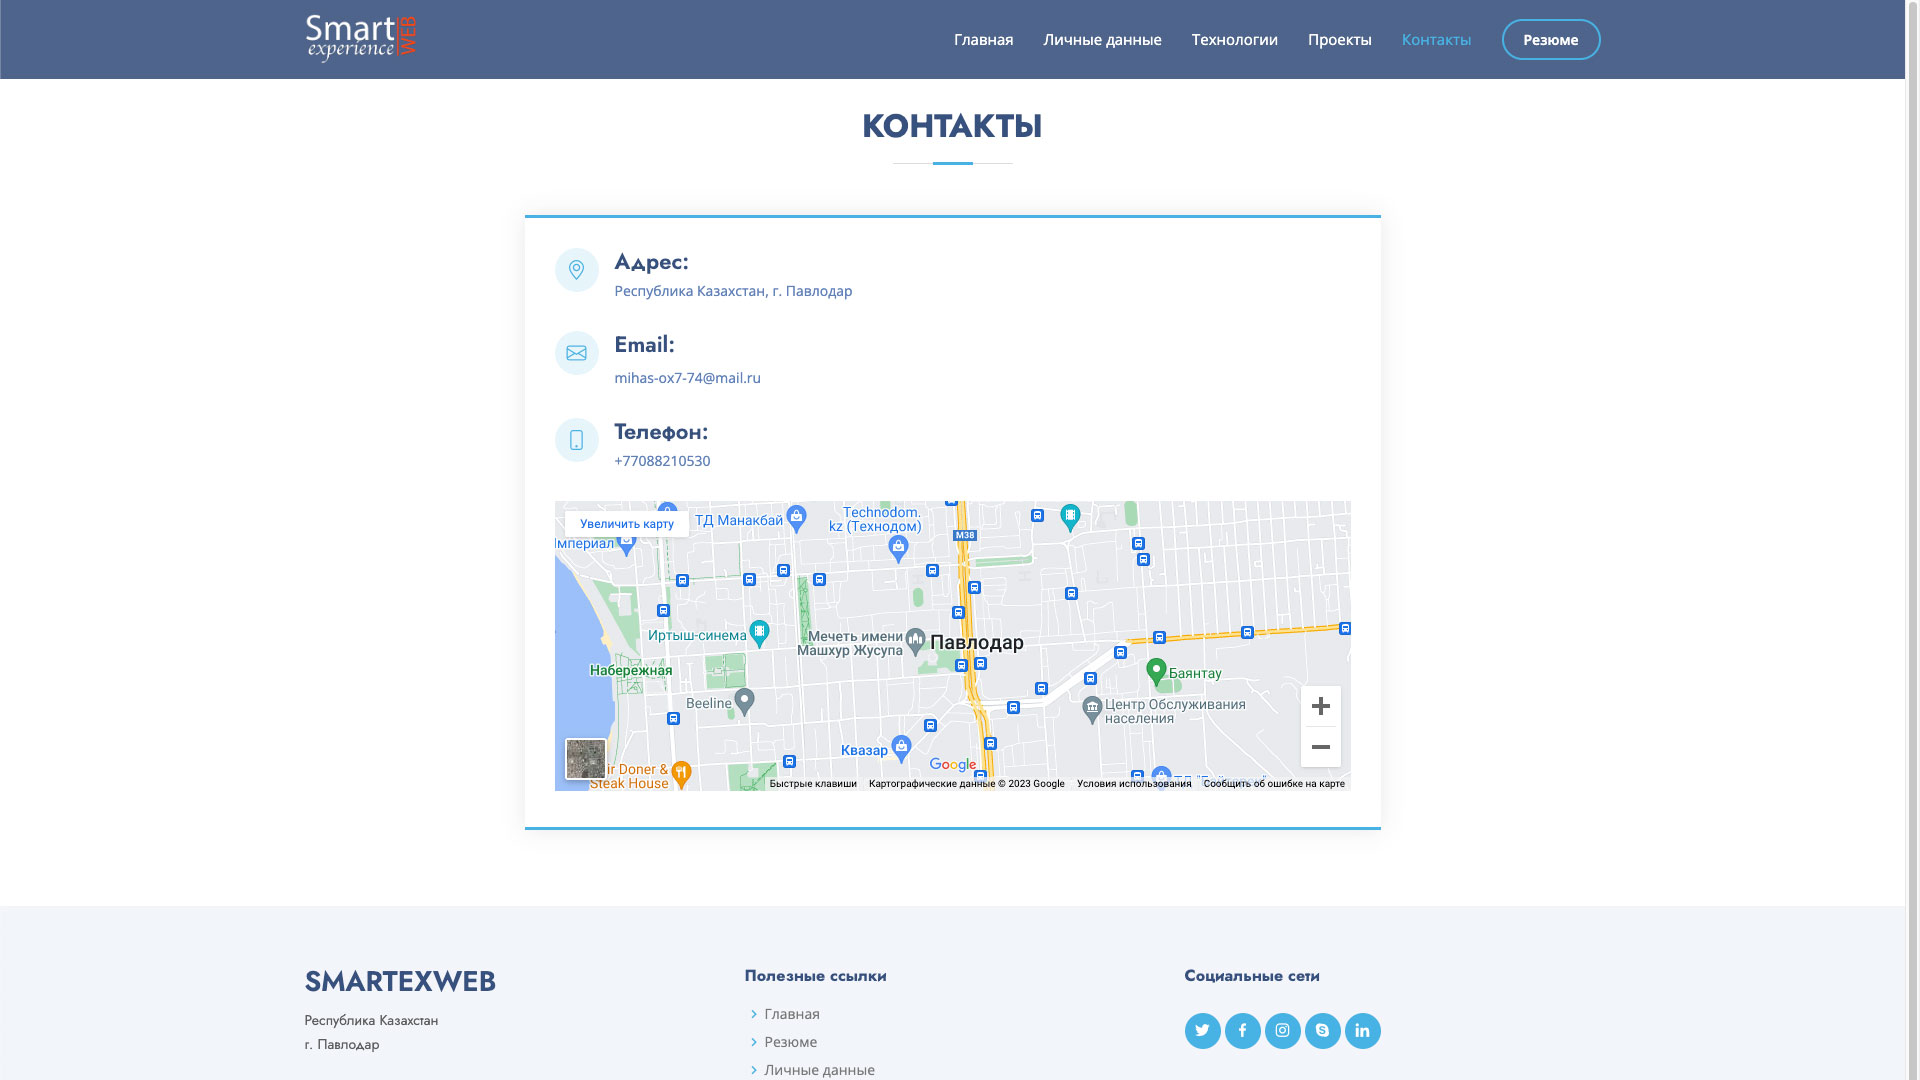 Smart
experience
WEB
Главная
Личные данные
Технологии
Проекты
Контакты
Резюме
КОНТАКТЫ
Адрес:
Республика Казахстан, г. Павлодар
Email:
mihas-ox7-74@mail.ru
Телефон:
+77088210530
Увеличить карту
ТД Манакбай
Technodom.
kz (Технодом)
M38
Империал
Иртыш-синема
Мечеть имени
Машхур Жусупа
Павлодар
Набережная
Баянтау
Beeline
Центр Обслуживания
населения
Квазар
Google
ir Doner &
Steak House
Быстрые клавиши
Картографические данные © 2023 Google
Условия использования
Сообщить об ошибке на карте
SMARTEXWEB
Республика Казахстан
г. Павлодар
Полезные ссылки
Главная
Резюме
Личные данные
Социальные сети